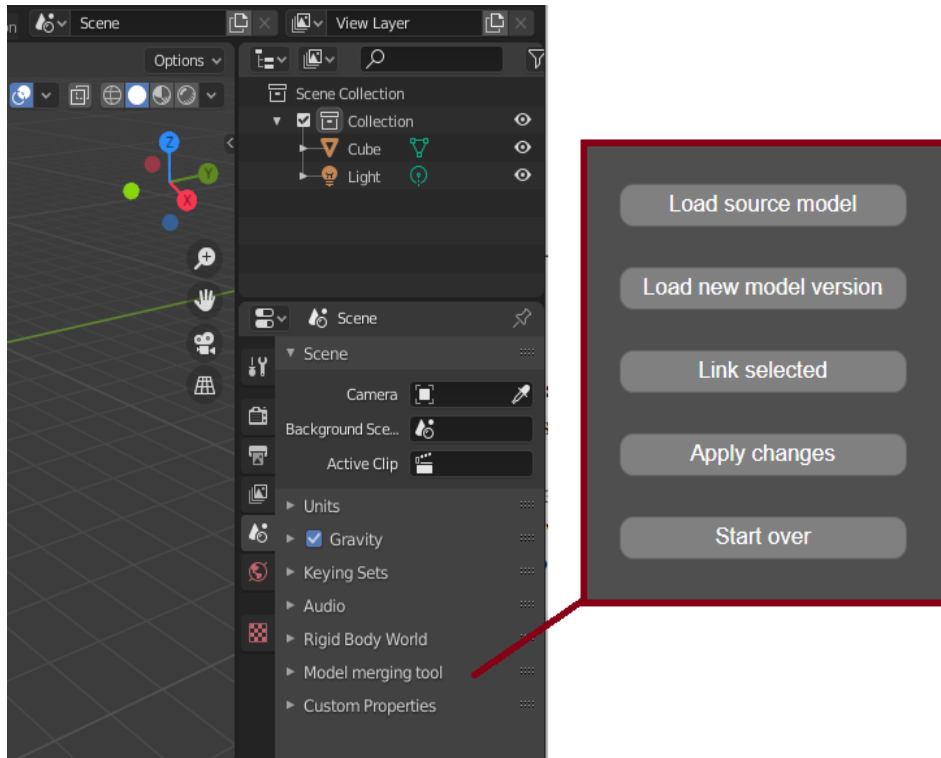 n
Scene
View Layer
Options
Scene Collection
Collection
Cube
Light
Z
Y
X
Scene
Scene
Camera
Background Sce...
Active Clip
Units
Gravity
Keying Sets
Audio
Rigid Body World
Model merging tool
Custom Properties
Load source model
Load new model version
Link selected
Apply changes
Start over